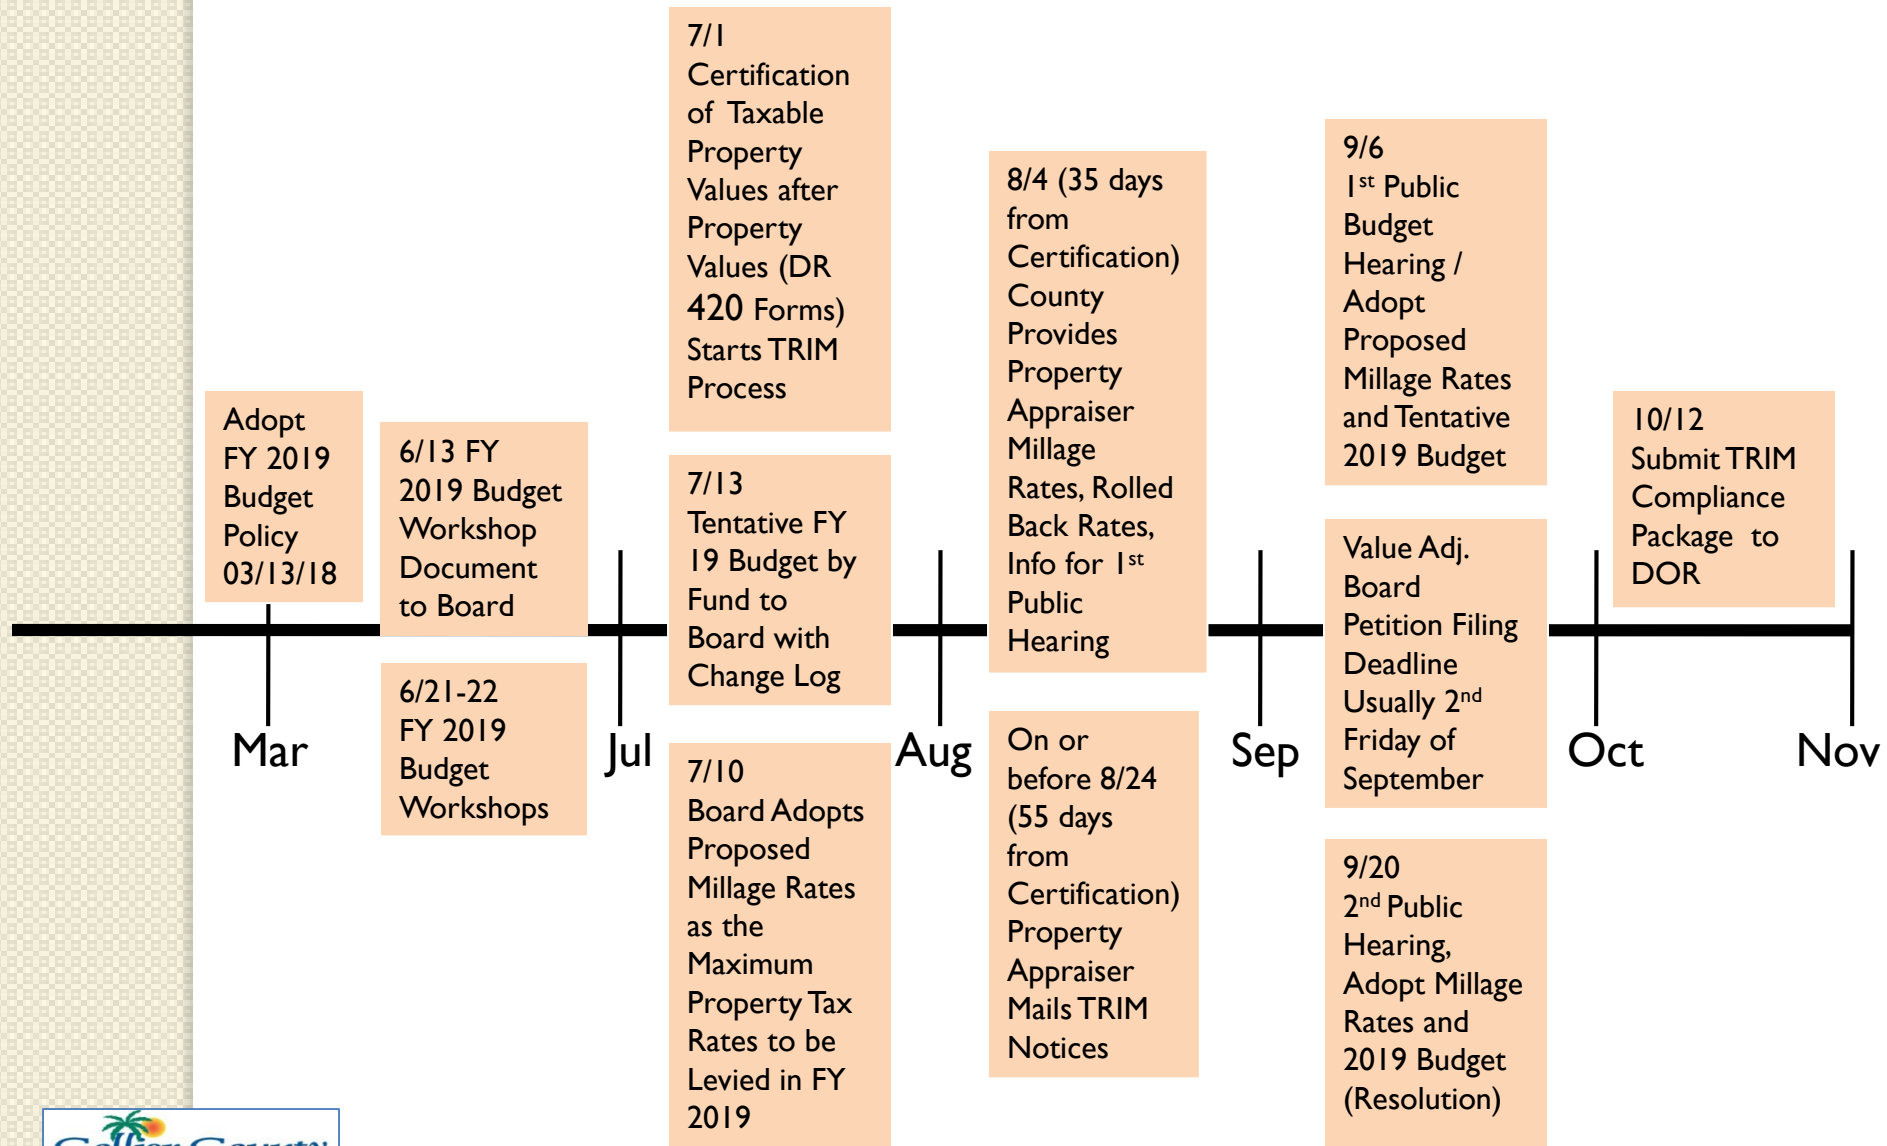 Adopt
FY 2019
Budget
Policy
03/13/18
6/13 FY
2019 Budget
Workshop
Document
to Board
6/21-22
FY 2019
Budget
Workshops
7/1
Certification
of Taxable
Property
Values after
Property
Values (DR
420 Forms)
Starts TRIM
Process
7/13
Tentative FY
19 Budget by
Fund to
Board with
Change Log
7/10
Board Adopts
Proposed
Millage Rates
as the
Maximum
Property Tax
Rates to be
Levied in FY
2019
8/4 (35 days
from
Certification)
County
Provides
Property
Appraiser
Millage
Rates, Rolled
Back Rates,
Info for 1st
Public
Hearing
On or
before 8/24
(55 days
from
Certification)
Property
Appraiser
Mails TRIM
Notices
9/6
1st Public
Budget
Hearing /
Adopt
Proposed
Millage Rates
and Tentative
2019 Budget
Value Adj.
Board
Petition Filing
Deadline
Usually 2nd
Friday of
September
9/20
2nd Public
Hearing,
Adopt Millage
Rates and
2019 Budget
(Resolution)
10/12
Submit TRIM
Compliance
Package to
DOR
Mar
Jul
Aug
Sep
Oct
Nov
Collier County